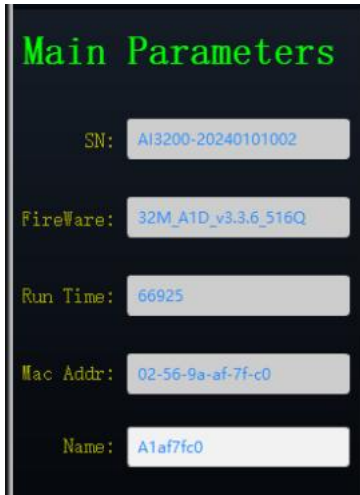 Main Parameters
SN: AI3200-20240101002
FireWare: 32M_A1D_v3.3.6_516Q
Run Time: 66925
Mac Addr: 02-56-9a-af-7f-c0
Name: A1af7fc0